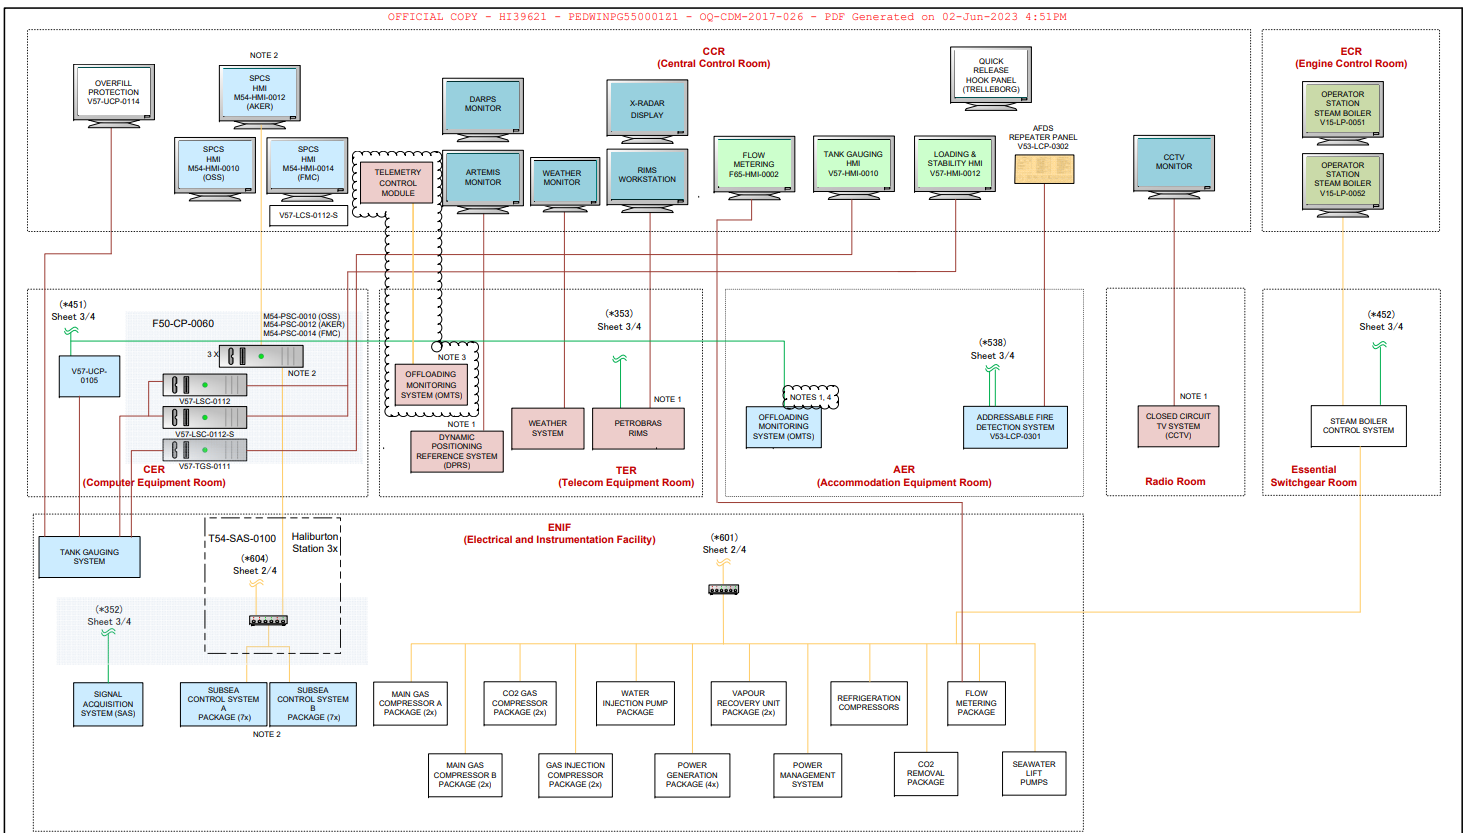 OFFICIAL COPY - HI39621 - PEDWINPG550001Z1 - OQ-CDM-2017-026 - PDF Generated on 02-Jun-2023 4:51PM
CCR
(Central Control Room)
ECR
(Engine Control Room)
NOTE 2
OVERFILL
PROTECTION
V57-UCP-0114
SPCS
HMI
M54-HMI-0012
(AKER)
SPCS
HMI
M54-HMI-0010
(OSS)
SPCS
HMI
M54-HMI-0014
(FMC)
V57-LCS-0112-S
TELEMETRY
CONTROL
MODULE
DARPS
MONITOR
ARTEMIS
MONITOR
WEATHER
MONITOR
X-RADAR
DISPLAY
RIMS
WORKSTATION
FLOW
METERING
F65-HMI-0002
TANK GAUGING
HMI
V57-HMI-0010
LOADING &
STABILITY HMI
V57-HMI-0012
QUICK
RELEASE
HOOK PANEL
(TRELLEBORG)
AFDS
REPEATER PANEL
V53-LCP-0302
CCTV
MONITOR
OPERATOR
STATION
STEAM BOILER
V15-LP-0051
OPERATOR
STATION
STEAM BOILER
V15-LP-0052
(*451)
Sheet 3/4
F50-CP-0060
M54-PSC-0010 (OSS)
M54-PSC-0012 (AKER)
M54-PSC-0014 (FMC)
3 X
NOTE 2
V57-UCP-
0105
V57-LSC-0112
V57-LSC-0112-S
V57-TGS-0111
CER
(Computer Equipment Room)
NOTE 3
OFFLOADING
MONITORING
SYSTEM (OMTS)
NOTE 1
DYNAMIC
POSITIONING
REFERENCE SYSTEM
(DPRS)
WEATHER
SYSTEM
(*353)
Sheet 3/4
NOTE 1
PETROBRAS
RIMS
TER
(Telecom Equipment Room)
NOTES 1, 4
OFFLOADING
MONITORING
SYSTEM (OMTS)
(*538)
Sheet 3/4
ADDRESSABLE FIRE
DETECTION SYSTEM
V53-LCP-0301
AER
(Accommodation Equipment Room)
NOTE 1
CLOSED CIRCUIT
TV SYSTEM
(CCTV)
Radio Room
(*452)
Sheet 3/4
STEAM BOILER
CONTROL SYSTEM
Essential
Switchgear Room
ENIF
(Electrical and Instrumentation Facility)
TANK GAUGING
SYSTEM
T54-SAS-0100
Haliburton
Station 3x
(*604)
Sheet 2/4
(*601)
Sheet 2/4
(*352)
Sheet 3/4
SIGNAL
ACQUISITION
SYSTEM (SAS)
SUBSEA
CONTROL SYSTEM
A
PACKAGE (7x)
SUBSEA
CONTROL SYSTEM
B
PACKAGE (7x)
NOTE 2
MAIN GAS
COMPRESSOR A
PACKAGE (2x)
CO2 GAS
COMPRESSOR
PACKAGE (2x)
WATER
INJECTION PUMP
PACKAGE
VAPOUR
RECOVERY UNIT
PACKAGE (2x)
REFRIGERATION
COMPRESSORS
FLOW
METERING
PACKAGE
MAIN GAS
COMPRESSOR B
PACKAGE (2x)
GAS INJECTION
COMPRESSOR
PACKAGE (2x)
POWER
GENERATION
PACKAGE (4x)
POWER
MANAGEMENT
SYSTEM
CO2
REMOVAL
PACKAGE
SEAWATER
LIFT
PUMPS